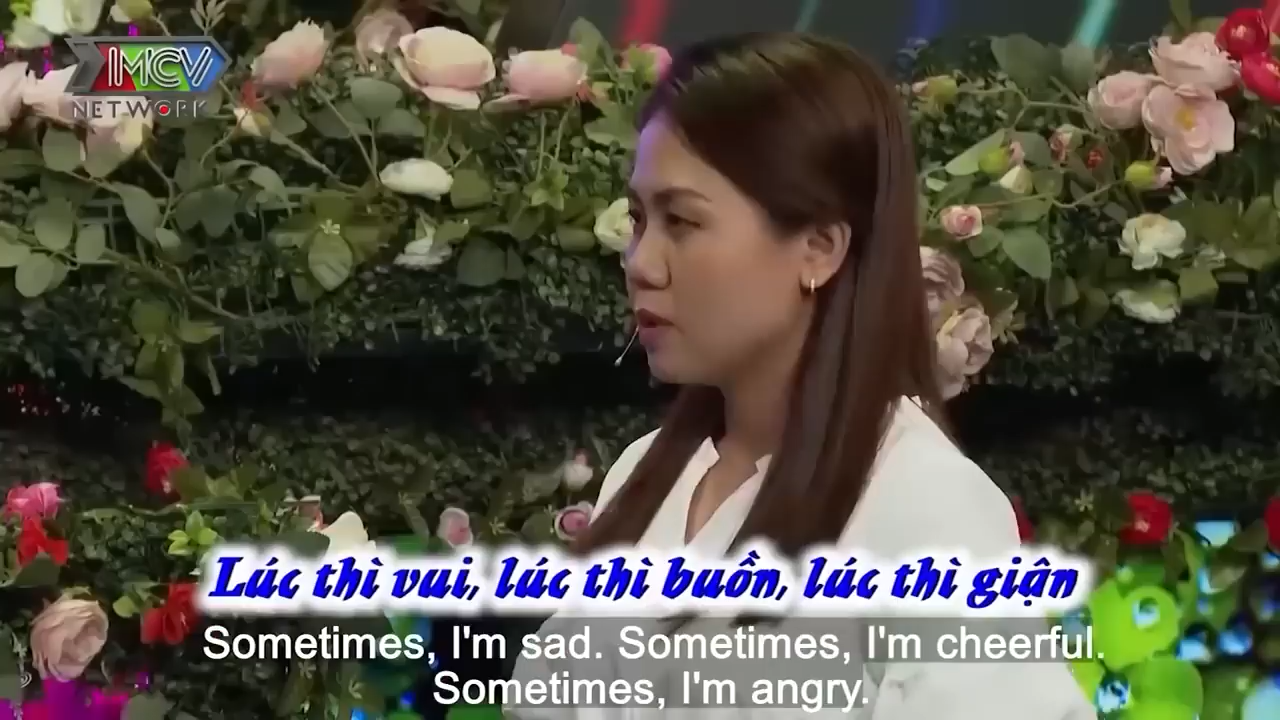 MCV
NETWORK
Lúc thì vui, lúc thì buồn, lúc thì giận
Sometimes, I'm sad. Sometimes, I'm cheerful.
Sometimes, I'm angry.